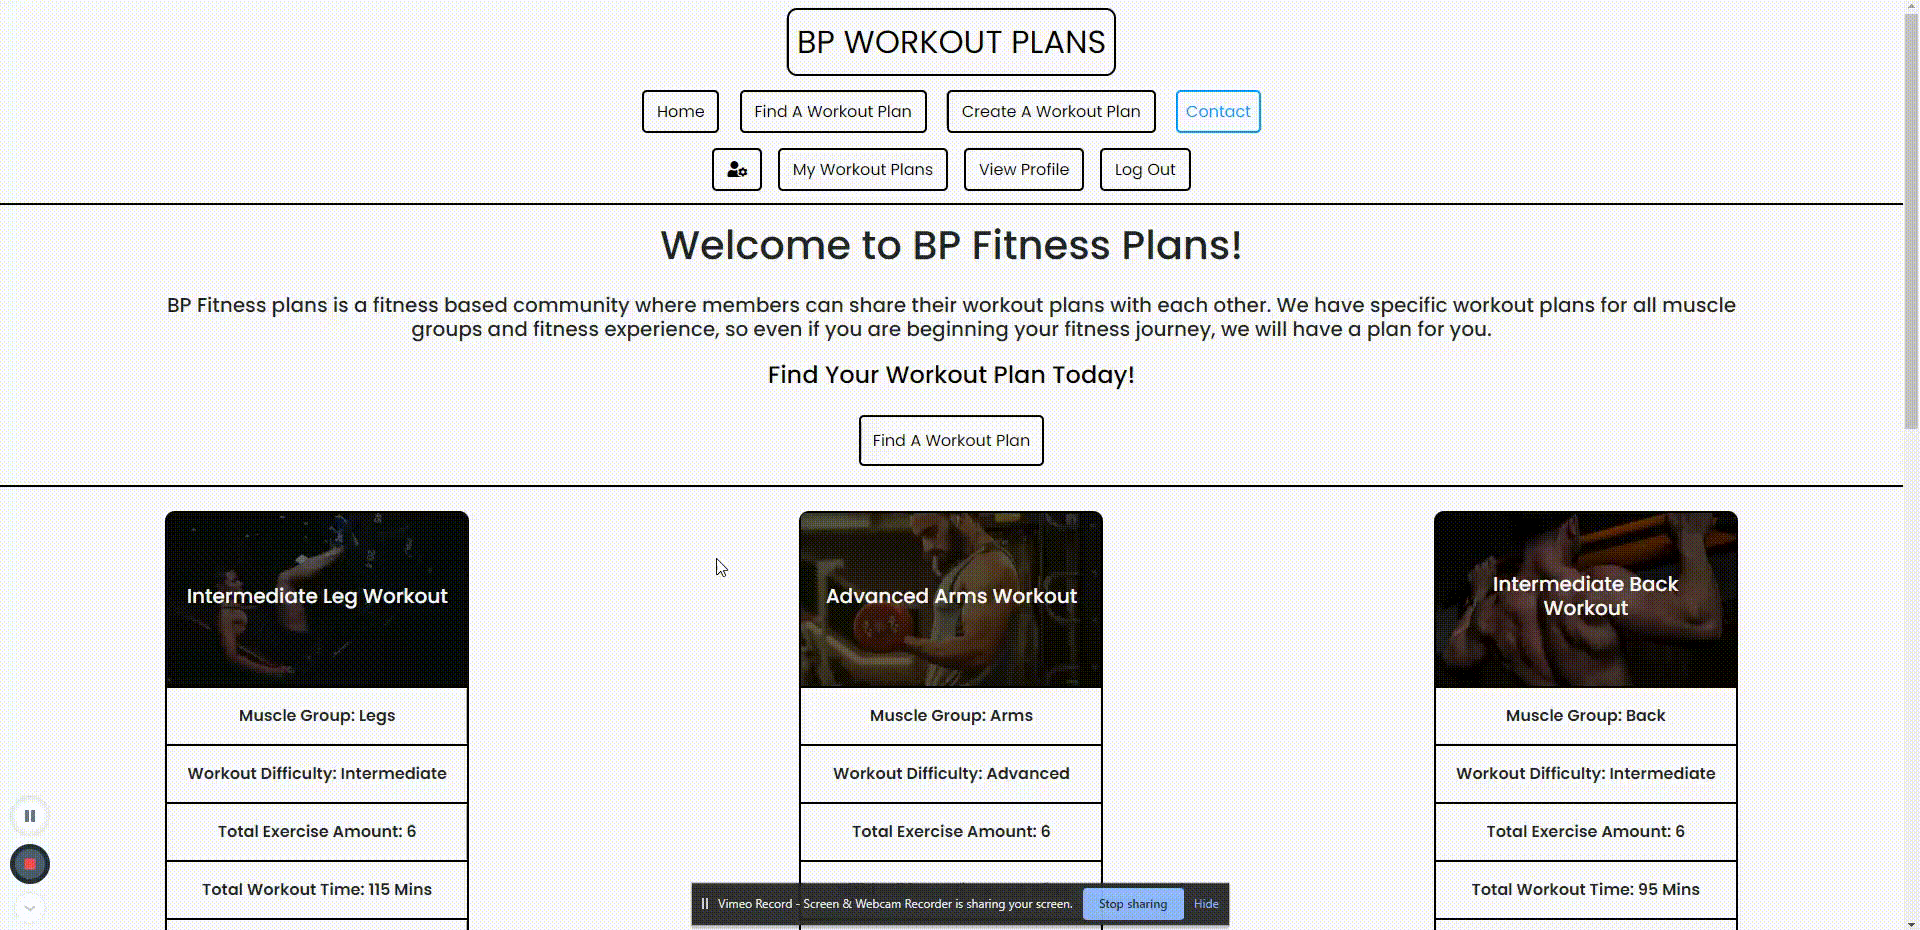 BP WORKOUT PLANS
Home Find A Workout Plan Create A Workout Plan Contact
My Workout Plans View Profile Log Out
Welcome to BP Fitness Plans!
BP Fitness plans is a fitness based community where members can share their workout plans with each other. We have specific workout plans for all muscle
groups and fitness experience, so even if you are beginning your fitness journey, we will have a plan for you.
Find Your Workout Plan Today!
Find A Workout Plan
Intermediate Leg Workout
Muscle Group: Legs
Workout Difficulty: Intermediate
Total Exercise Amount: 6
Total Workout Time: 115 Mins
Advanced Arms Workout
Muscle Group: Arms
Workout Difficulty: Advanced
Total Exercise Amount: 6
Intermediate Back
Workout
Muscle Group: Back
Workout Difficulty: Intermediate
Total Exercise Amount: 6
Total Workout Time: 95 Mins
Vimeo Record - Screen & Webcam Recorder is sharing your screen. Stop sharing Hide